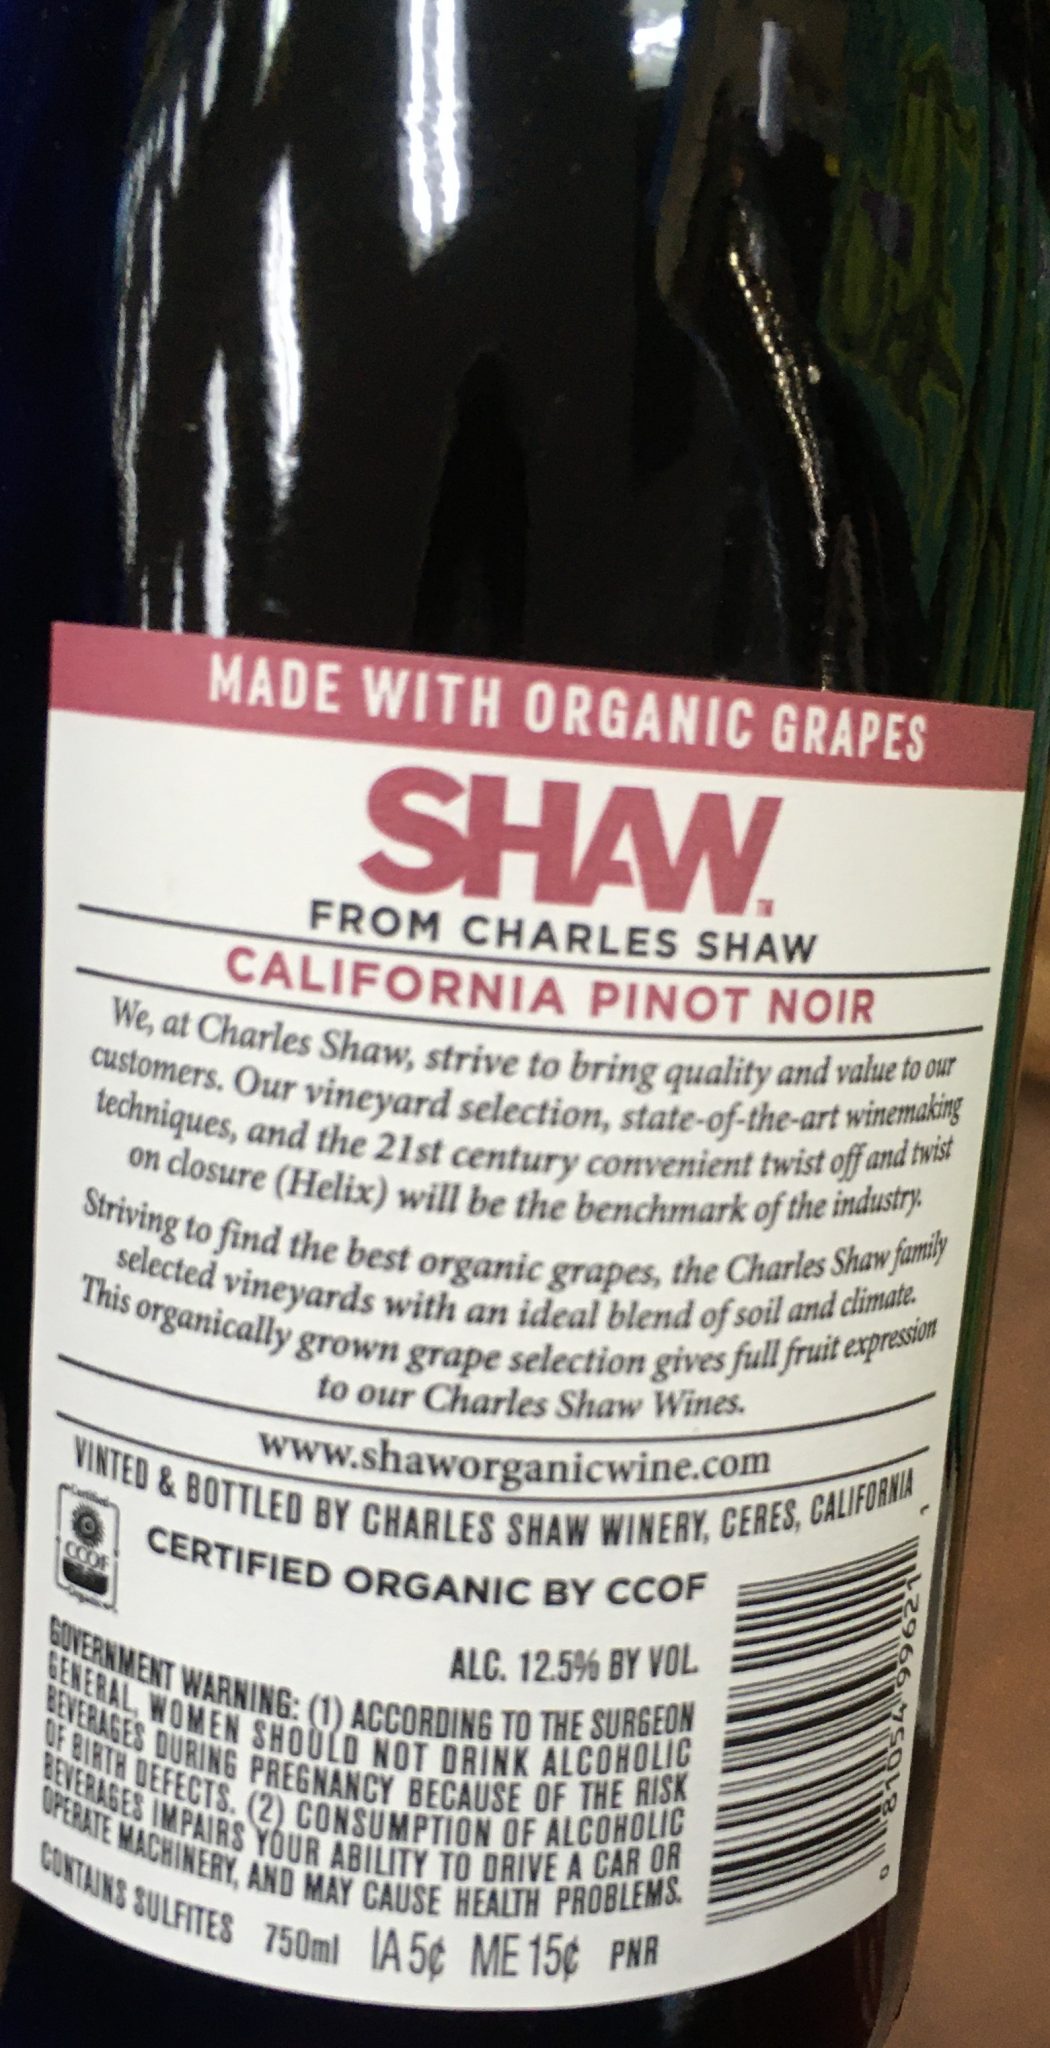 MADE WITH ORGANIC GRAPES
SHAW
TM
FROM CHARLES SHAW
CALIFORNIA PINOT NOIR
We, at Charles Shaw, strive to bring quality and value to our
customers. Our vineyard selection, state-of-the-art winemaking
techniques, and the 21st century convenient twist off and twist
on closure (Helix) will be the benchmark of the industry.
Striving to find the best organic grapes, the Charles Shaw family
selected vineyards with an ideal blend of soil and climate.
This organically grown grape selection gives full fruit expression
to our Charles Shaw Wines.
www.shaworganicwine.com
VINTED & BOTTLED BY CHARLES SHAW WINERY, CERES, CALIFORNIA
Certified
CCOF
CERTIFIED ORGANIC BY CCOF
ALC. 12.5% BY VOL.
GOVERNMENT WARNING: (1) ACCORDING TO THE SURGEON
GENERAL, WOMEN SHOULD NOT DRINK ALCOHOLIC
BEVERAGES DURING PREGNANCY BECAUSE OF THE RISK
OF BIRTH DEFECTS. (2) CONSUMPTION OF ALCOHOLIC
BEVERAGES IMPAIRS YOUR ABILITY TO DRIVE A CAR OR
OPERATE MACHINERY, AND MAY CAUSE HEALTH PROBLEMS.
CONTAINS SULFITES 750ml IA 5¢ ME 15¢ PNR
0 81054 99621 1